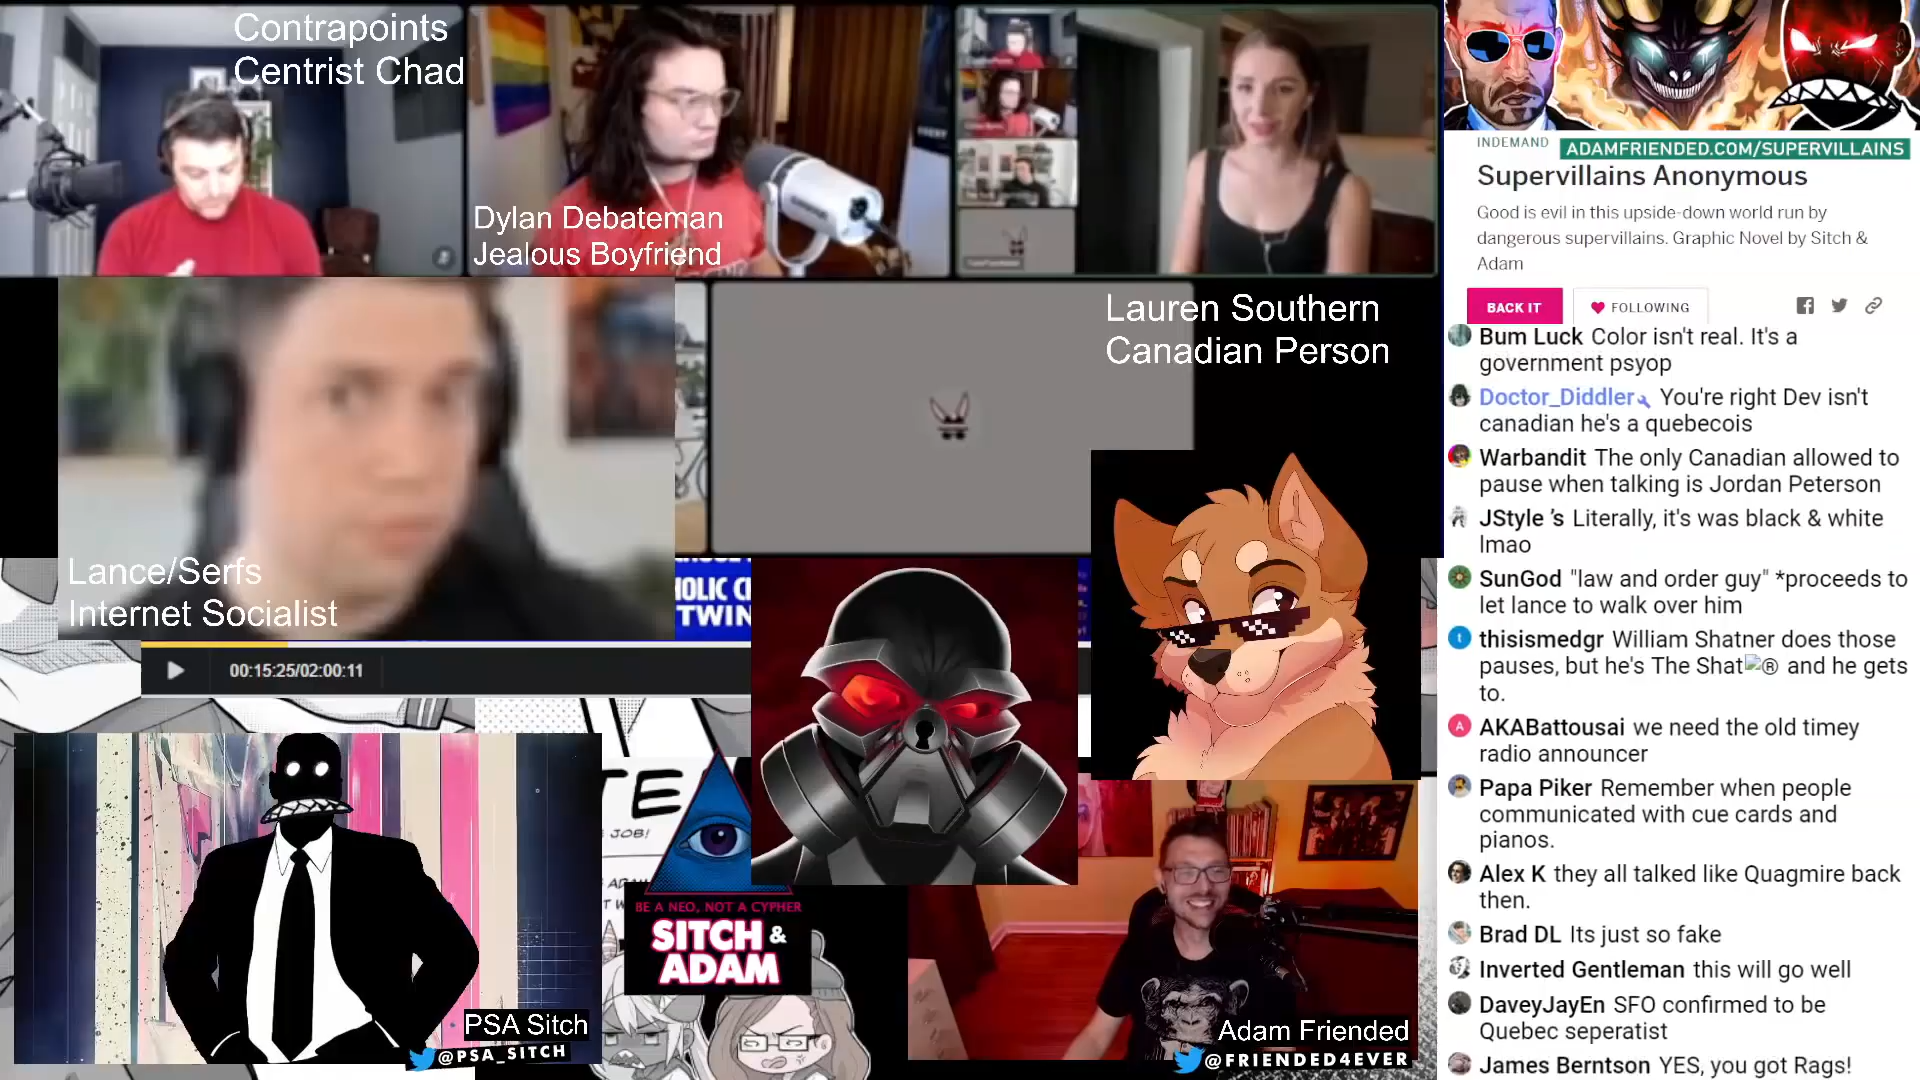 Contrapoints
Centrist Chad
Dylan Debateman
Jealous Boyfriend
Lauren Southern
Canadian Person
Lance/Serfs
Internet Socialist
HOLIC C
TWIN
00:15:25/02:00:11
TE
JOB!
BE A NEO, NOT A CYPHER
SITCH &
ADAM
PSA Sitch
@PSA_SITCH
Adam Friended
@FRIENDED4EVER
INDEMAND
ADAMFRIENDED.COM/SUPERVILLAINS
Supervillains Anonymous
Good is evil in this upside-down world run by
dangerous supervillains. Graphic Novel by Sitch &
Adam
BACK IT
FOLLOWING
Bum Luck Color isn't real. It's a
government psyop
Doctor_Diddler You're right Dev isn't
canadian he's a quebecois
Warbandit The only Canadian allowed to
pause when talking is Jordan Peterson
JStyle 's Literally, it's was black & white
lmao
SunGod "law and order guy" *proceeds to
let lance to walk over him
t
thisismedgr William Shatner does those
pauses, but he's The Shat® and he gets
to.
A
AKABattousai we need the old timey
radio announcer
Papa Piker Remember when people
communicated with cue cards and
pianos.
Alex K they all talked like Quagmire back
then.
Brad DL Its just so fake
Inverted Gentleman this will go well
DaveyJayEn SFO confirmed to be
Quebec seperatist
James Berntson YES, you got Rags!